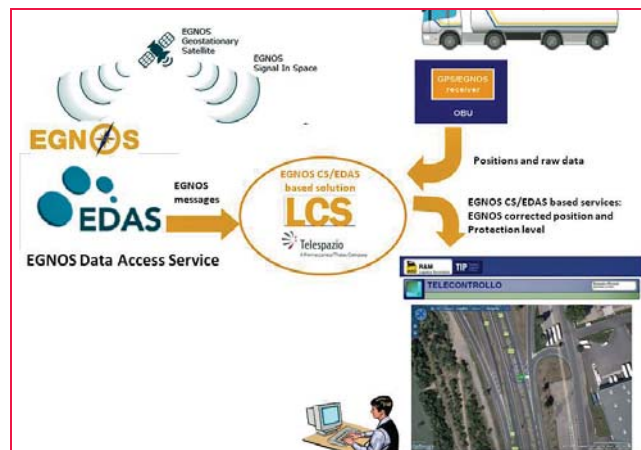 EGNOS
Geostationary
Satellite
EGNOS
Signal In Space
EGNOS
EDAS
EGNOS Data Access Service
EGNOS
messages
EGNOS CS/EDAS
based solution
LCS
Telespazio
GPS/EGNOS
receiver
OBU
Positions and raw data
EGNOS CS/EDAS based services:
EGNOS corrected position and
Protection level
RAM
TIP
TELECONTROLLO